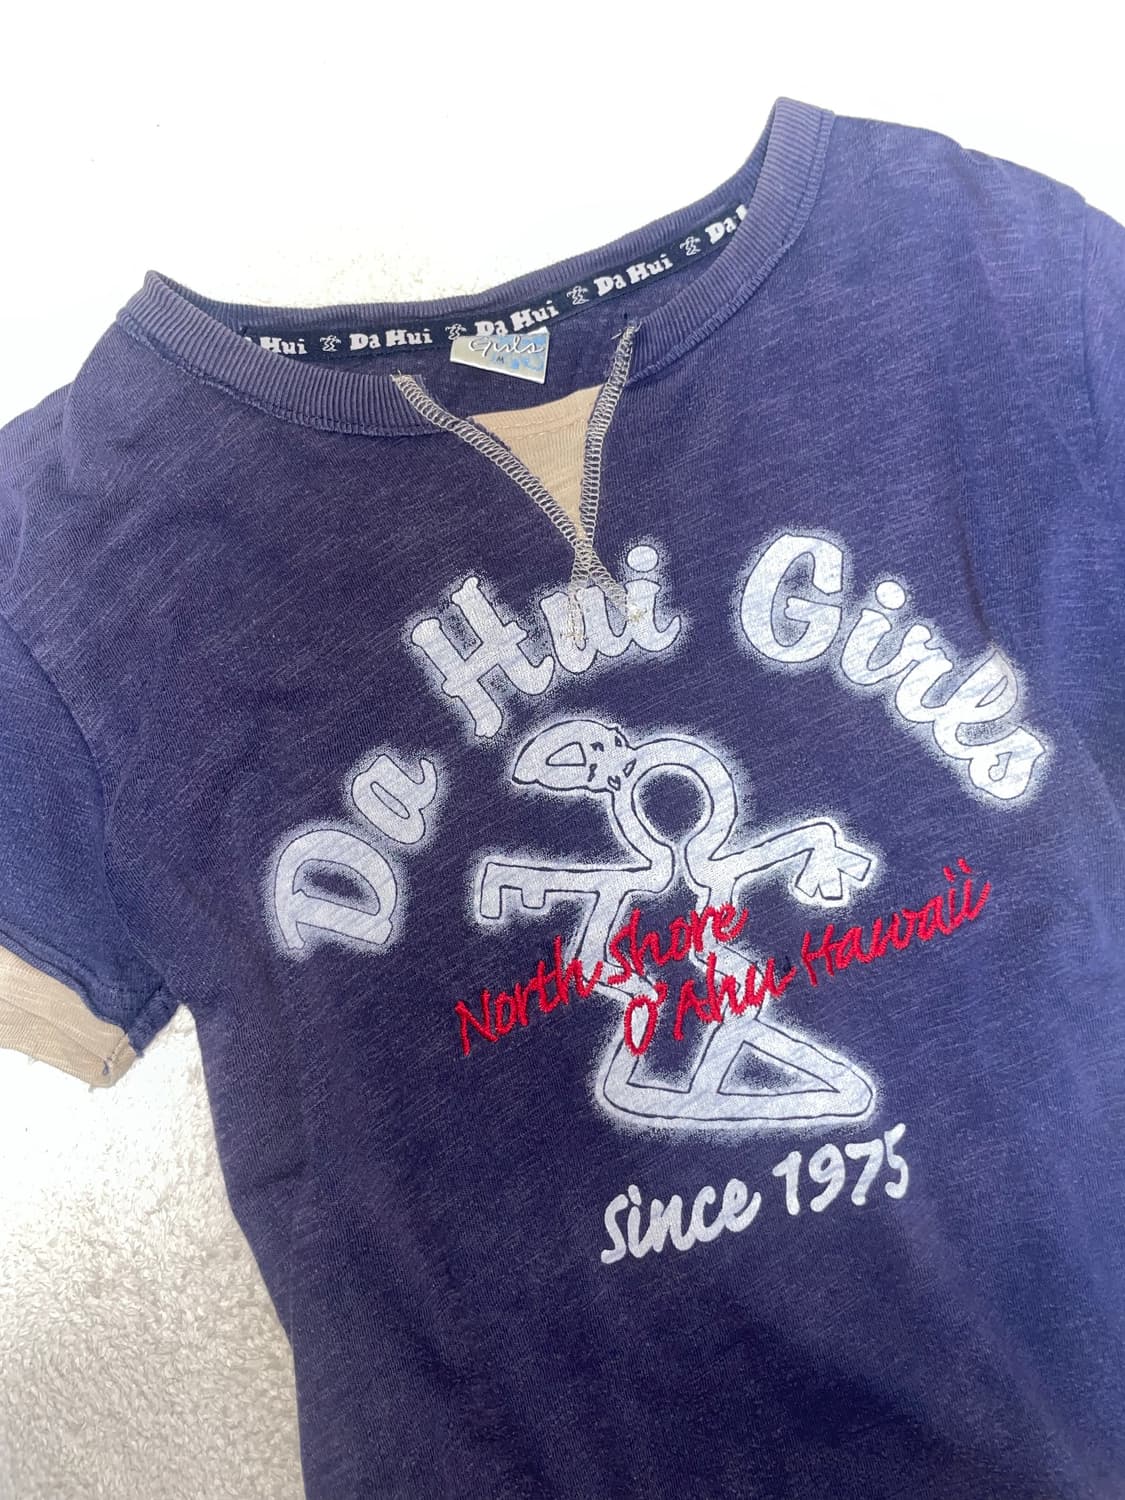 Hui Da Hui Da Hui Da Hui Da
Girls
M
Da Hui Girls
North Shore
O'Ahu Hawaii
since 1975